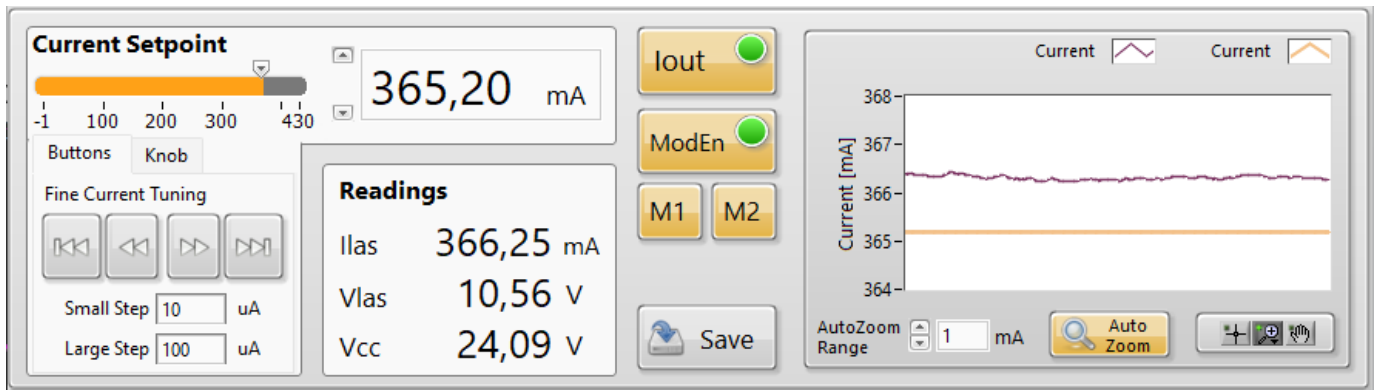 Current Setpoint
365,20 mA
-1 100 200 300 430
Buttons Knob
Fine Current Tuning
Small Step 10 uA
Large Step 100 uA
Readings
Ilas 366,25 mA
Vlas 10,56 V
Vcc 24,09 V
Iout
ModEn
M1 M2
Save
Current Current
368
367
366
365
364
Current [mA]
AutoZoom
Range
1 mA
Auto
Zoom